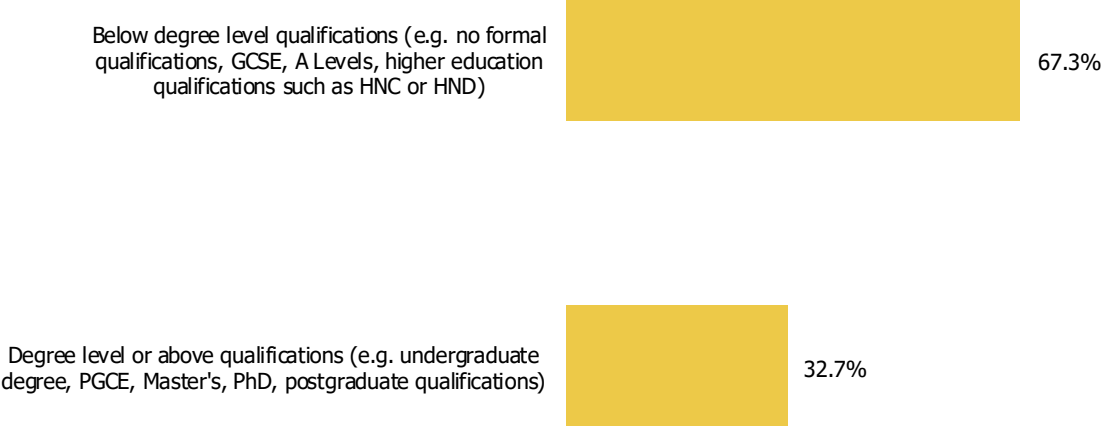 Below degree level qualifications (e.g. no formal
qualifications, GCSE, A Levels, higher education
qualifications such as HNC or HND)
67.3%
Degree level or above qualifications (e.g. undergraduate
degree, PGCE, Master's, PhD, postgraduate qualifications)
32.7%